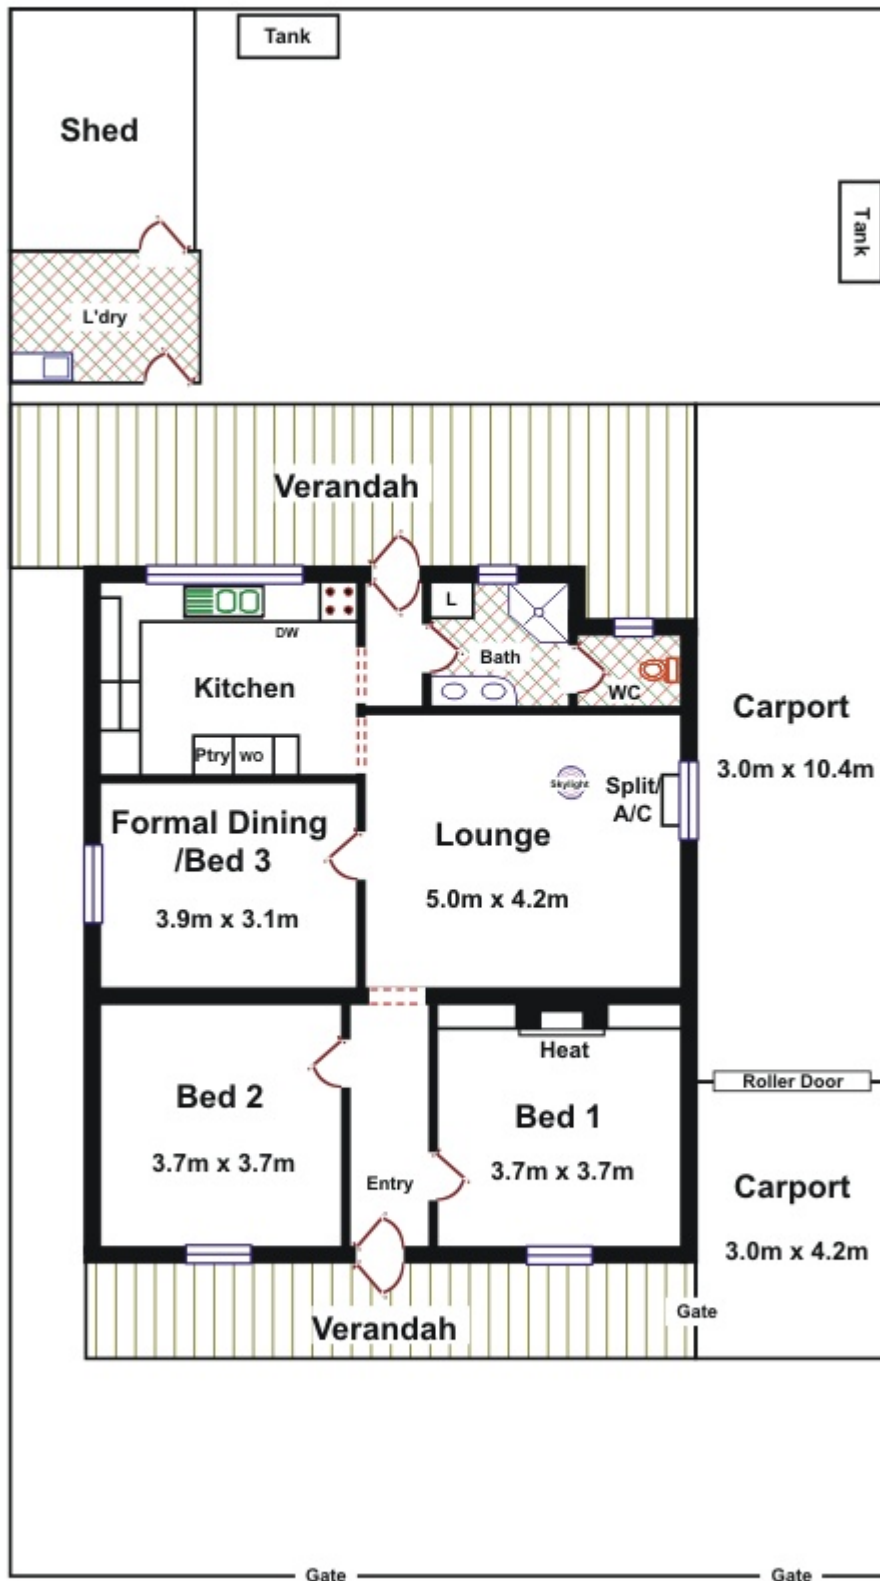 Tank
Shed
Tank
L'dry
Verandah
L
DW
Bath
Kitchen
WC
Carport
3.0m x 10.4m
Ptry
WO
Skylight
Split/
A/C
Formal Dining
/Bed 3
3.9m x 3.1m
Lounge
5.0m x 4.2m
Heat
Roller Door
Bed 2
3.7m x 3.7m
Bed 1
3.7m x 3.7m
Entry
Carport
3.0m x 4.2m
Gate
Verandah
Gate
Gate